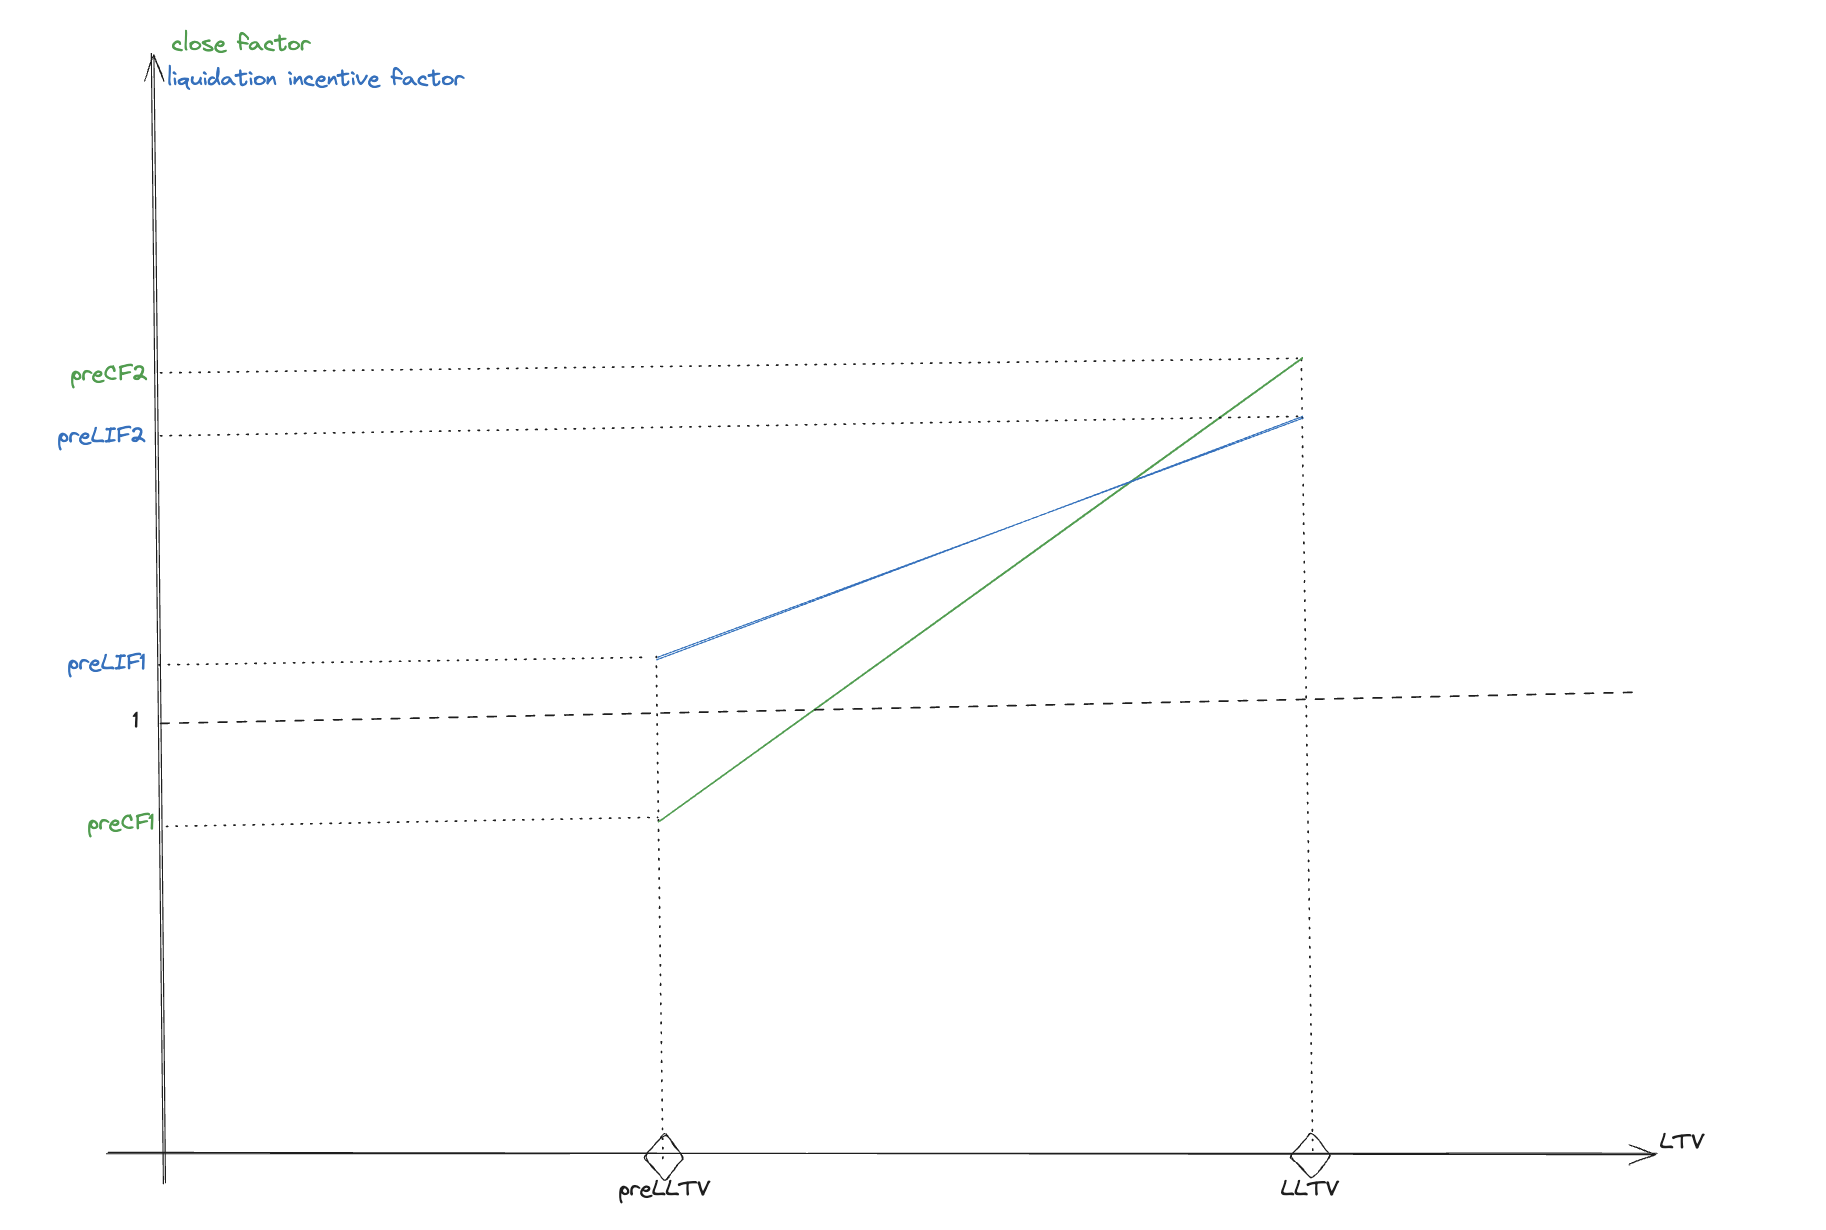 close factor
liquidation incentive factor
preCF2
preLIF2
preLIF1
1
preCF1
LTV
preLLTV
LLTV